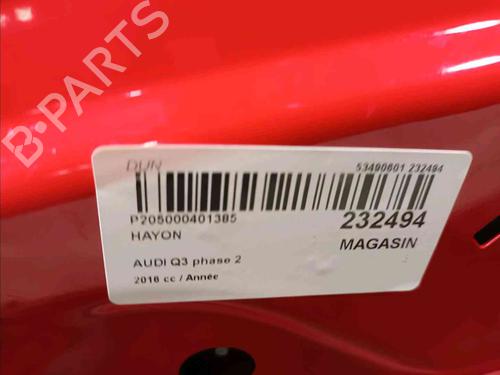 B-PARTS
DUN
53490601 232494
P205000401385
232494
HAYON
MAGASIN
AUDI Q3 phase 2
2016 cc / Année